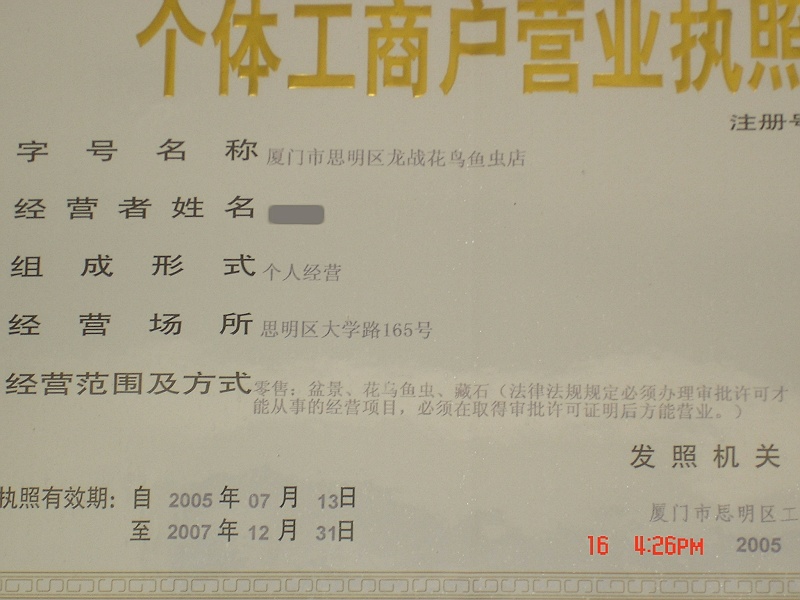 个体工商户营业执照
注册号
字号名称 厦门市思明区龙战花鸟鱼虫店
经营者姓名
组成形式 个人经营
经营场所 思明区大学路165号
经营范围及方式 零售：盆景、花鸟鱼虫、藏石（法律法规规定必须办理审批许可才
能从事的经营项目，必须在取得审批许可证明后方能营业。）
发照机关
执照有效期：自 2005 年 07 月 13日
厦门市思明区工
至 2007 年 12 月 31日
16 4:26PM
2005